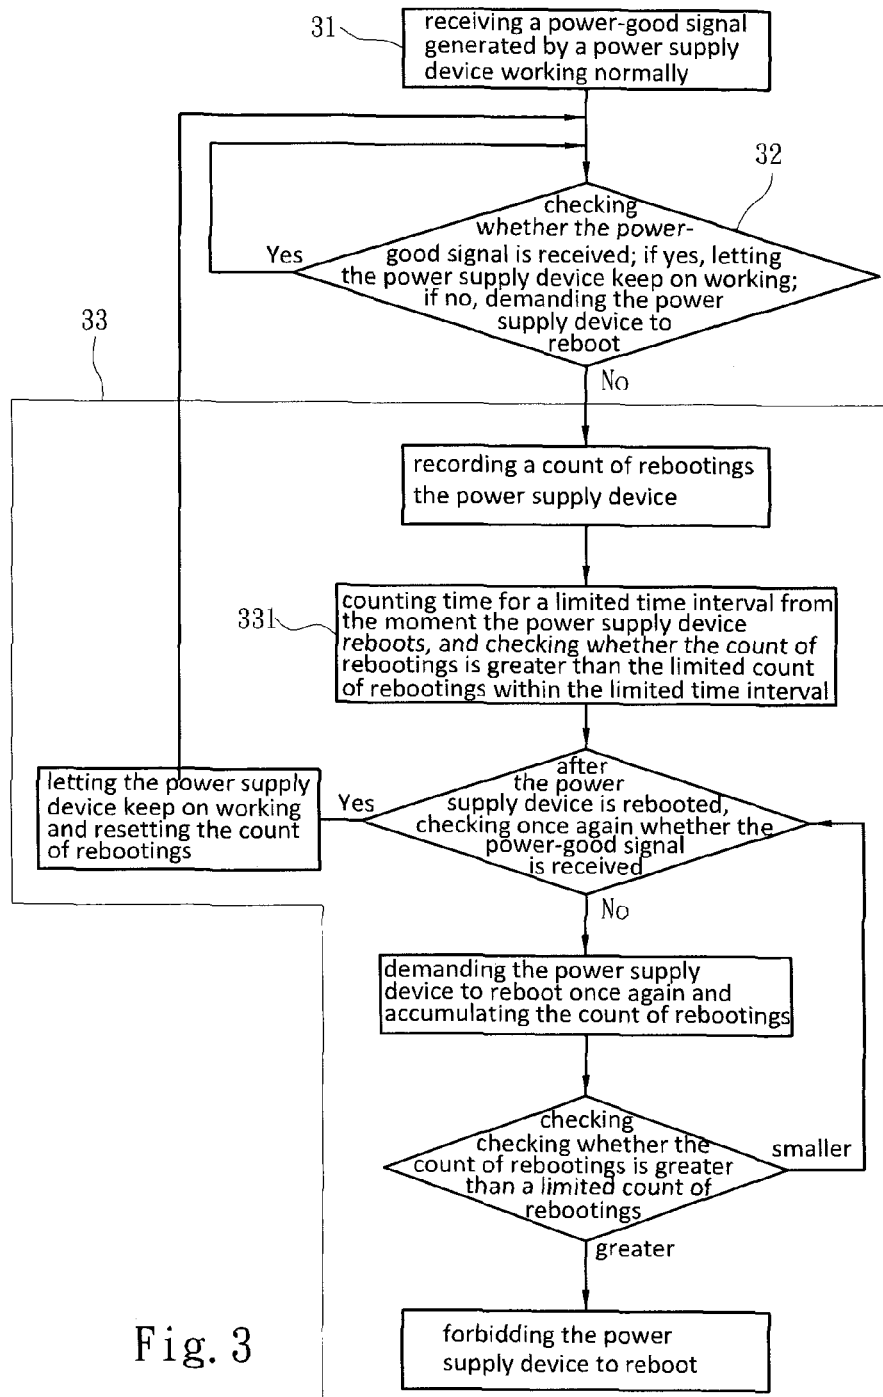 31
receiving a power-good signal
generated by a power supply
device working normally
32
checking
whether the power-
good signal is received; if yes, letting
the power supply device keep on working;
if no, demanding the power
supply device to
reboot
Yes
33
No
recording a count of rebootings
the power supply device
331
counting time for a limited time interval from
the moment the power supply device
reboots, and checking whether the count of
rebootings is greater than the limited count
of rebootings within the limited time interval
letting the power supply
device keep on working
and resetting the count
of rebootings
Yes
after
the power
supply device is rebooted,
checking once again whether the
power-good signal
is received
No
demanding the power supply
device to reboot once again and
accumulating the count of rebootings
checking
checking whether the
count of rebootings is greater
than a limited count of
rebootings
smaller
greater
forbidding the power
supply device to reboot
Fig. 3